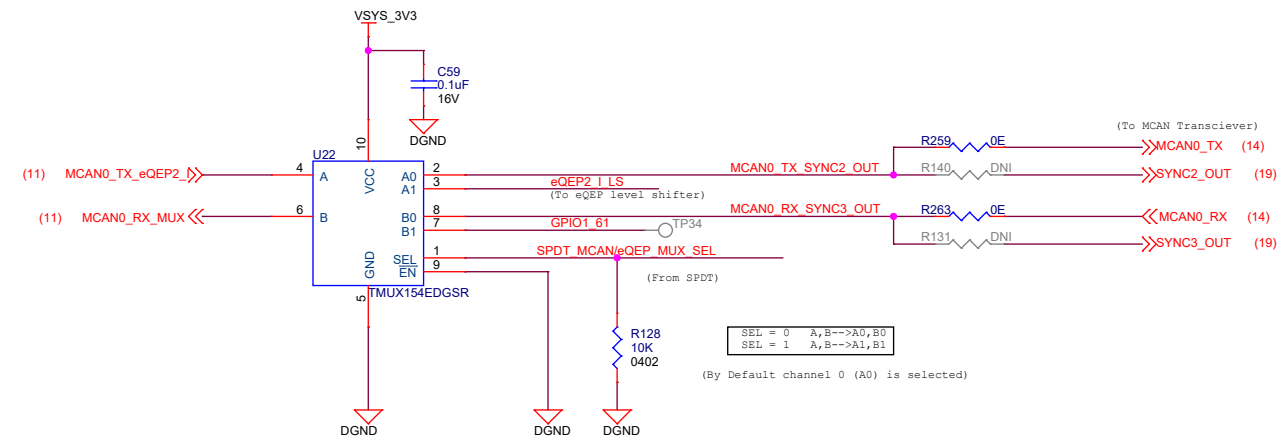 VSYS_3V3
C59
0.1uF
16V
DGND
(To MCAN Transciever)
R259 0E
MCAN0_TX (14)
R140 DNI
SYNC2_OUT (19)
U22
10
VCC
(11) MCAN0_TX_eQEP2_I
4 A
A0 2 MCAN0_TX_SYNC2_OUT
A1 3 eQEP2_I_LS
(To eQEP level shifter)
(11) MCAN0_RX_MUX
6 B
B0 8 MCAN0_RX_SYNC3_OUT
R263 0E
MCAN0_RX (14)
B1 7 GPIO1_61 TP34
R131 DNI
SYNC3_OUT (19)
SEL 1 SPDT_MCAN/eQEP_MUX_SEL
EN 9
(From SPDT)
GND
5
TMUX154EDGSR
R128
10K
0402
SEL = 0 A,B-->A0,B0
SEL = 1 A,B-->A1,B1
(By Default channel 0 (A0) is selected)
DGND
DGND
DGND